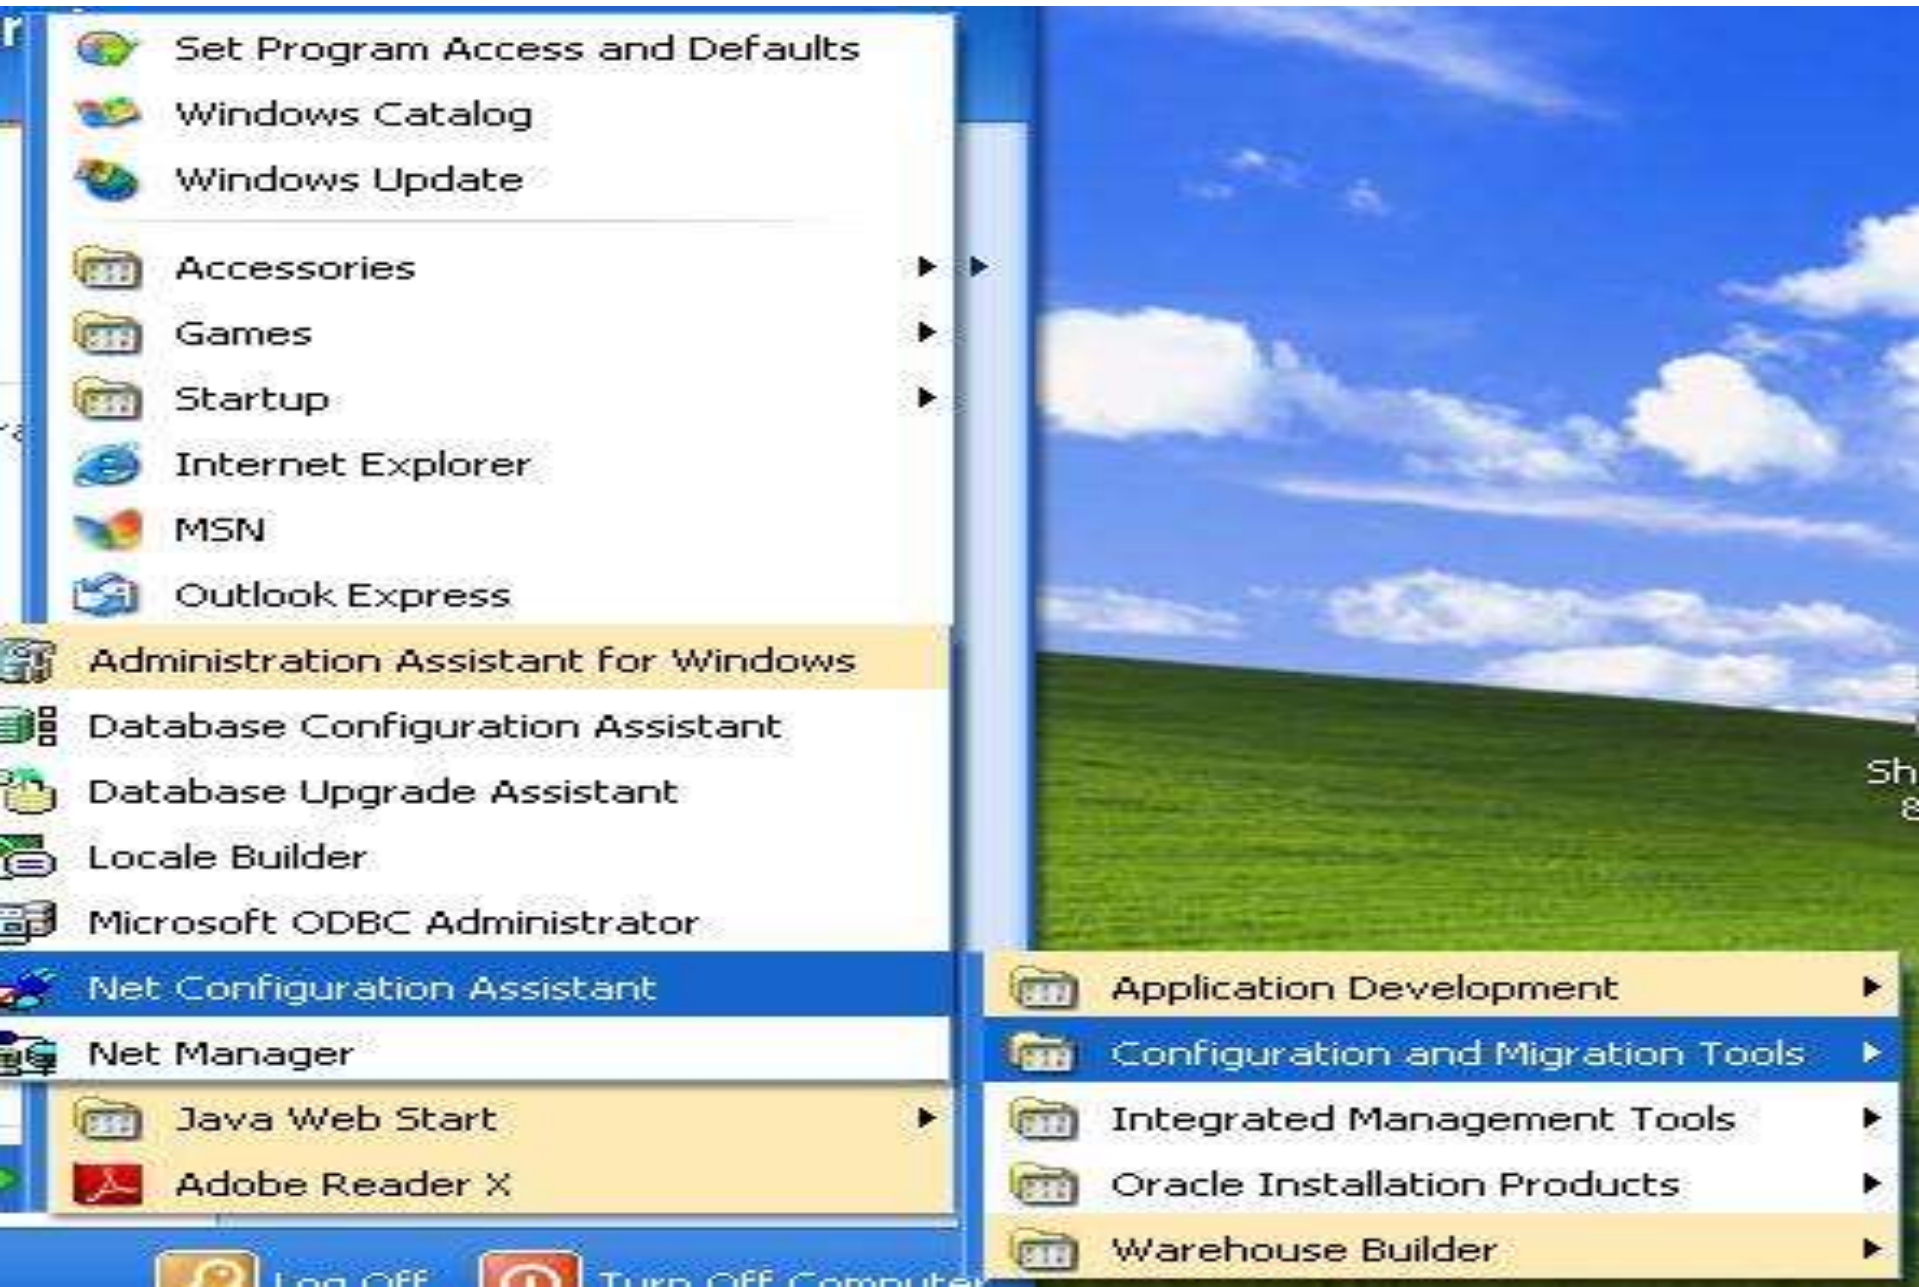 Set Program Access and Defaults
Windows Catalog
Windows Update
Accessories
Games
Startup
Internet Explorer
MSN
Outlook Express
Administration Assistant for Windows
Database Configuration Assistant
Database Upgrade Assistant
Locale Builder
Microsoft ODBC Administrator
Net Configuration Assistant
Net Manager
Java Web Start
Adobe Reader X
Application Development
Configuration and Migration Tools
Integrated Management Tools
Oracle Installation Products
Warehouse Builder
Log Off
Turn Off Computer
Sh
8